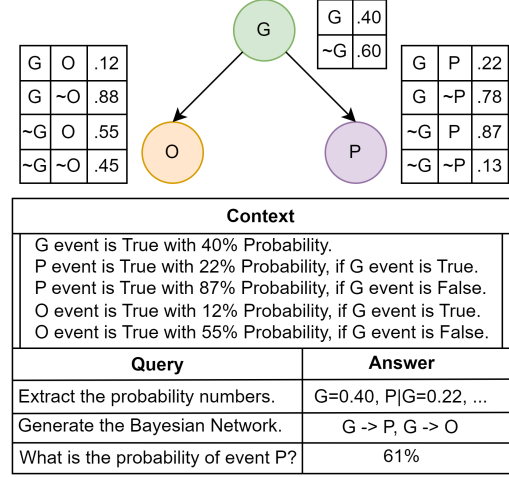 G
G .40
~G .60
G O .12
G ~O .88
~G O .55
~G ~O .45
G P .22
G ~P .78
~G P .87
~G ~P .13
O
P
Context
G event is True with 40% Probability.
P event is True with 22% Probability, if G event is True.
P event is True with 87% Probability, if G event is False.
O event is True with 12% Probability, if G event is True.
O event is True with 55% Probability, if G event is False.
Query Answer
Extract the probability numbers. G=0.40, P|G=0.22, ...
Generate the Bayesian Network. G -> P, G -> O
What is the probability of event P? 61%